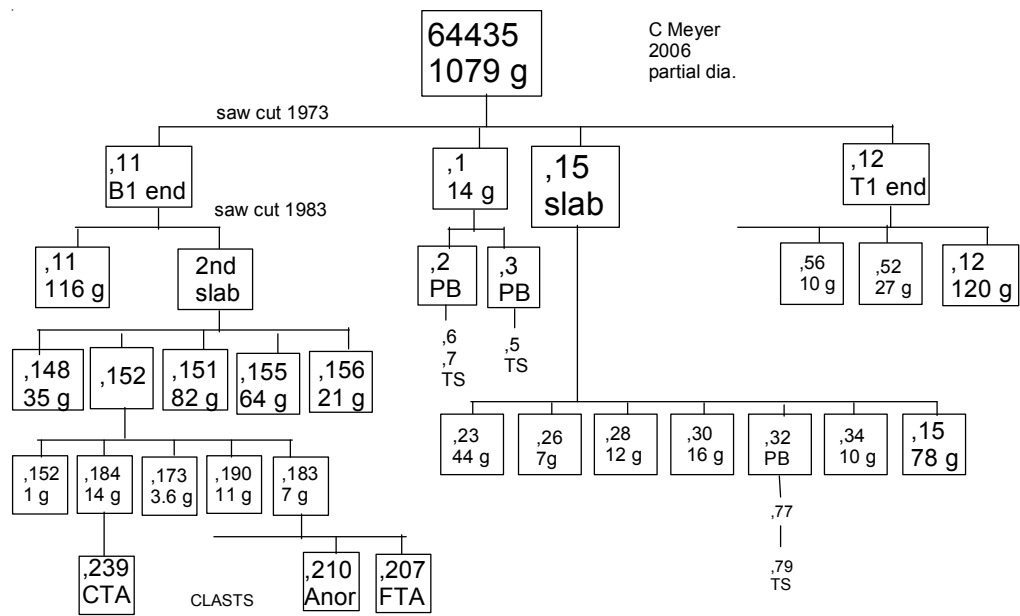 64435
1079 g
C Meyer
2006
partial dia.
saw cut 1973
,11
B1 end
,1
14 g
,15
slab
,12
T1 end
saw cut 1983
,11
116 g
2nd
slab
,2
PB
,3
PB
,56
10 g
,52
27 g
,12
120 g
,6
,7
TS
,5
TS
,148
35 g
,152
,151
82 g
,155
64 g
,156
21 g
,23
44 g
,26
7g
,28
12 g
,30
16 g
,32
PB
,34
10 g
,15
78 g
,152
1 g
,184
14 g
,173
3.6 g
,190
11 g
,183
7 g
,77
,79
TS
,239
CTA
CLASTS
,210
Anor
,207
FTA